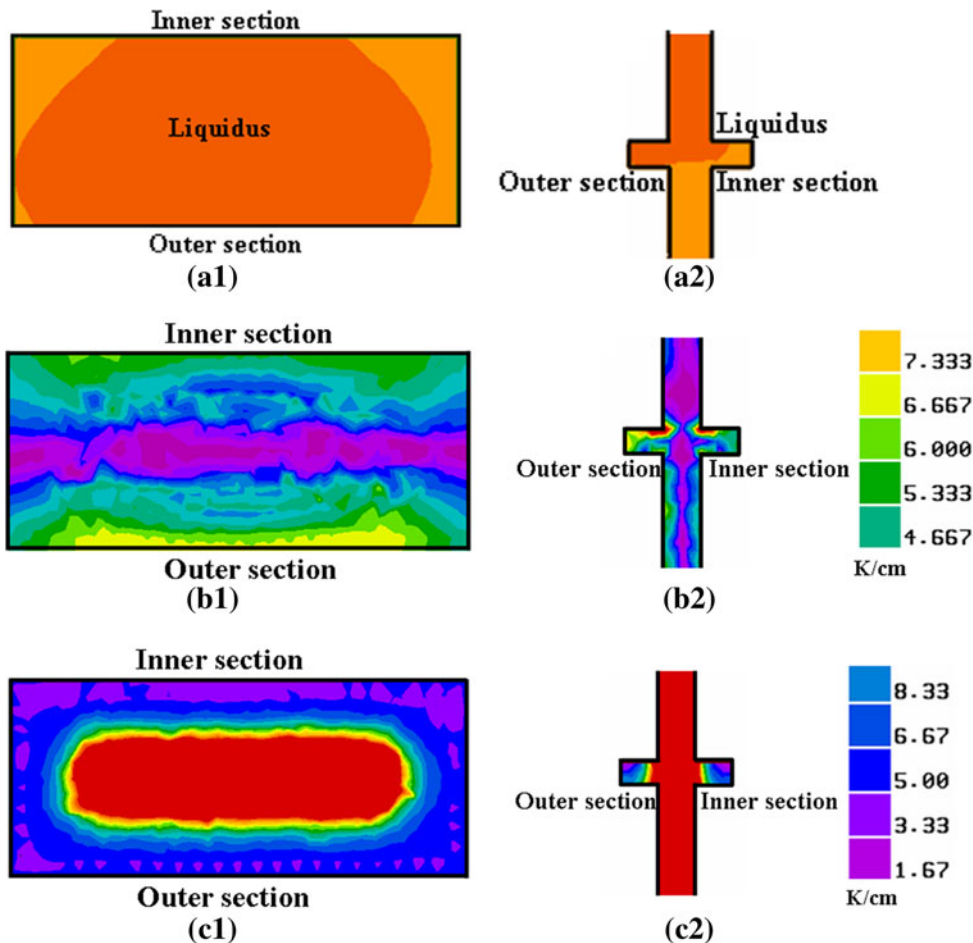 Inner section
Liquidus
Outer section
(a1)
Liquidus
Outer section
Inner section
(a2)
Inner section
Outer section
(b1)
Outer section
Inner section
(b2)
7.333
6.667
6.000
5.333
4.667
K/cm
Inner section
Outer section
(c1)
Outer section
Inner section
(c2)
8.33
6.67
5.00
3.33
1.67
K/cm